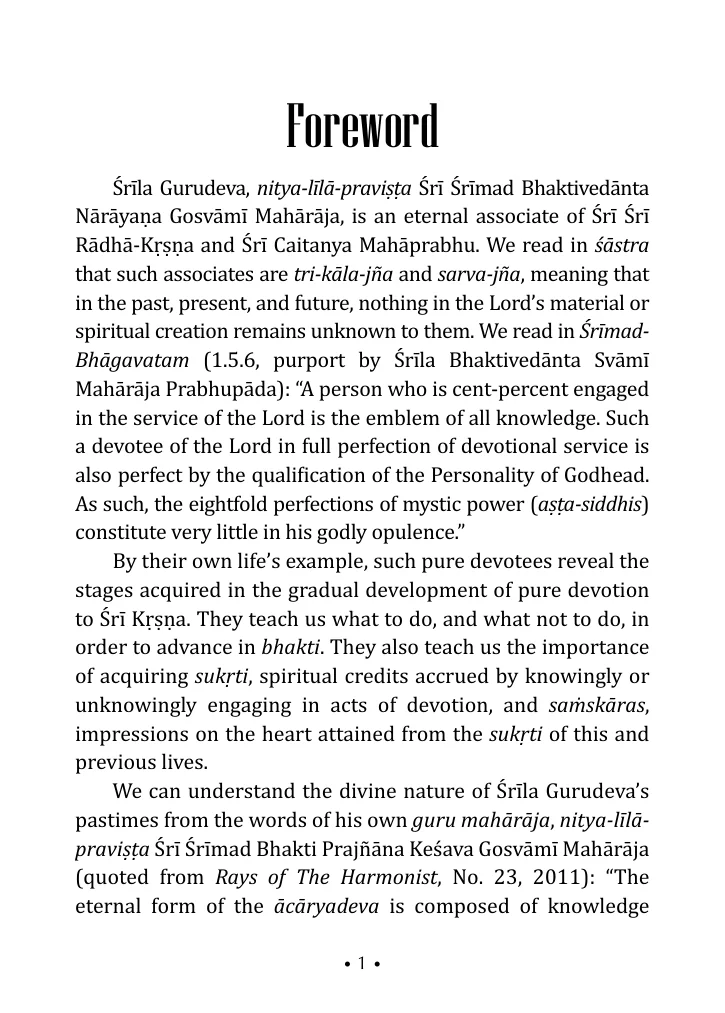 Foreword
Śrīla Gurudeva, nitya-līlā-praviṣṭa Śrī Śrīmad Bhaktivedānta
Nārāyaṇa Gosvāmī Mahārāja, is an eternal associate of Śrī Śrī
Rādhā-Kṛṣṇa and Śrī Caitanya Mahāprabhu. We read in śāstra
that such associates are tri-kāla-jña and sarva-jña, meaning that
in the past, present, and future, nothing in the Lord’s material or
spiritual creation remains unknown to them. We read in Śrīmad-
Bhāgavatam (1.5.6, purport by Śrīla Bhaktivedānta Svāmī
Mahārāja Prabhupāda): “A person who is cent-percent engaged
in the service of the Lord is the emblem of all knowledge. Such
a devotee of the Lord in full perfection of devotional service is
also perfect by the qualification of the Personality of Godhead.
As such, the eightfold perfections of mystic power (aṣṭa-siddhis)
constitute very little in his godly opulence.”
By their own life’s example, such pure devotees reveal the
stages acquired in the gradual development of pure devotion
to Śrī Kṛṣṇa. They teach us what to do, and what not to do, in
order to advance in bhakti. They also teach us the importance
of acquiring sukṛti, spiritual credits accrued by knowingly or
unknowingly engaging in acts of devotion, and saṁskāras,
impressions on the heart attained from the sukṛti of this and
previous lives.
We can understand the divine nature of Śrīla Gurudeva’s
pastimes from the words of his own guru mahārāja, nitya-līlā-
praviṣṭa Śrī Śrīmad Bhakti Prajñāna Keśava Gosvāmī Mahārāja
(quoted from Rays of The Harmonist, No. 23, 2011): “The
eternal form of the ācāryadeva is composed of knowledge
• 1 •